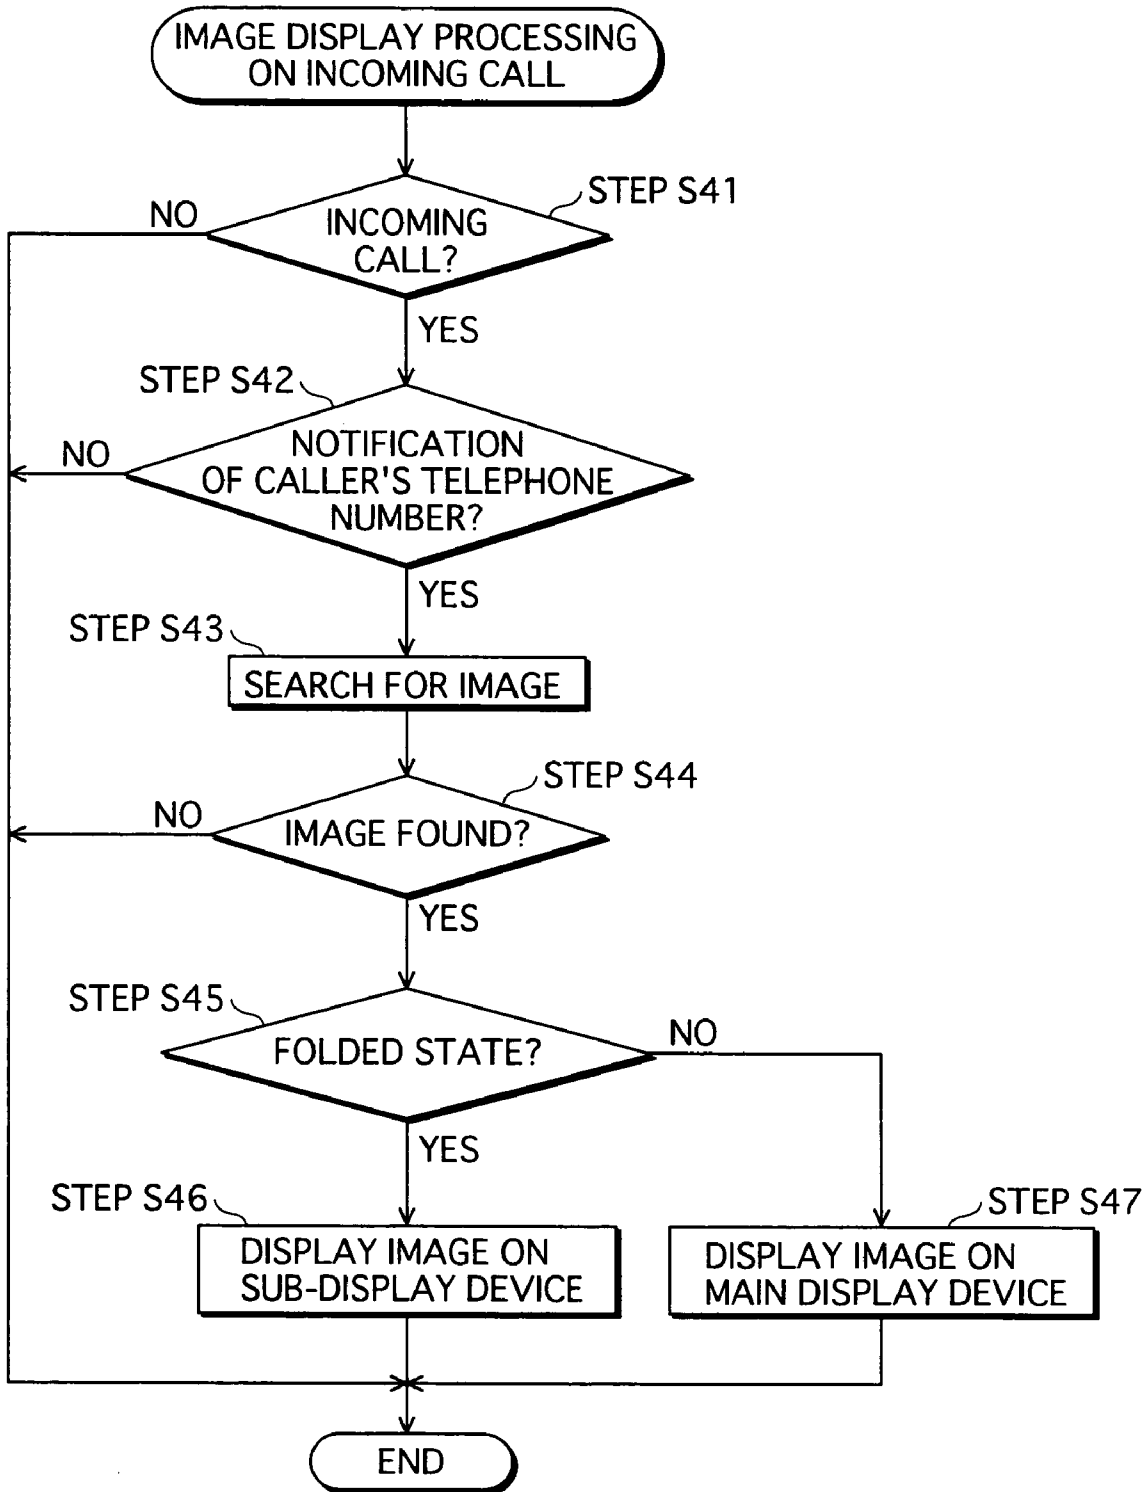 IMAGE DISPLAY PROCESSING
ON INCOMING CALL
STEP S41
NO
INCOMING
CALL?
YES
STEP S42
NO
NOTIFICATION
OF CALLER'S TELEPHONE
NUMBER?
YES
STEP S43
SEARCH FOR IMAGE
STEP S44
NO
IMAGE FOUND?
YES
STEP S45
NO
FOLDED STATE?
YES
STEP S46
DISPLAY IMAGE ON
SUB-DISPLAY DEVICE
STEP S47
DISPLAY IMAGE ON
MAIN DISPLAY DEVICE
END